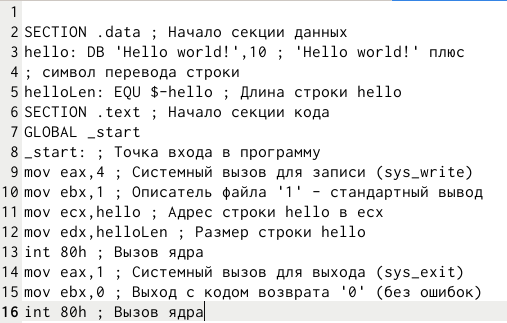 1
2 SECTION .data ; Начало секции данных
3 hello: DB 'Hello world!',10 ; 'Hello world!' плюс
4 ; символ перевода строки
5 helloLen: EQU $-hello ; Длина строки hello
6 SECTION .text ; Начало секции кода
7 GLOBAL _start
8 _start: ; Точка входа в программу
9 mov eax,4 ; Системный вызов для записи (sys_write)
10 mov ebx,1 ; Описатель файла '1' - стандартный вывод
11 mov ecx,hello ; Адрес строки hello в ecx
12 mov edx,helloLen ; Размер строки hello
13 int 80h ; Вызов ядра
14 mov eax,1 ; Системный вызов для выхода (sys_exit)
15 mov ebx,0 ; Выход с кодом возврата '0' (без ошибок)
16 int 80h ; Вызов ядра